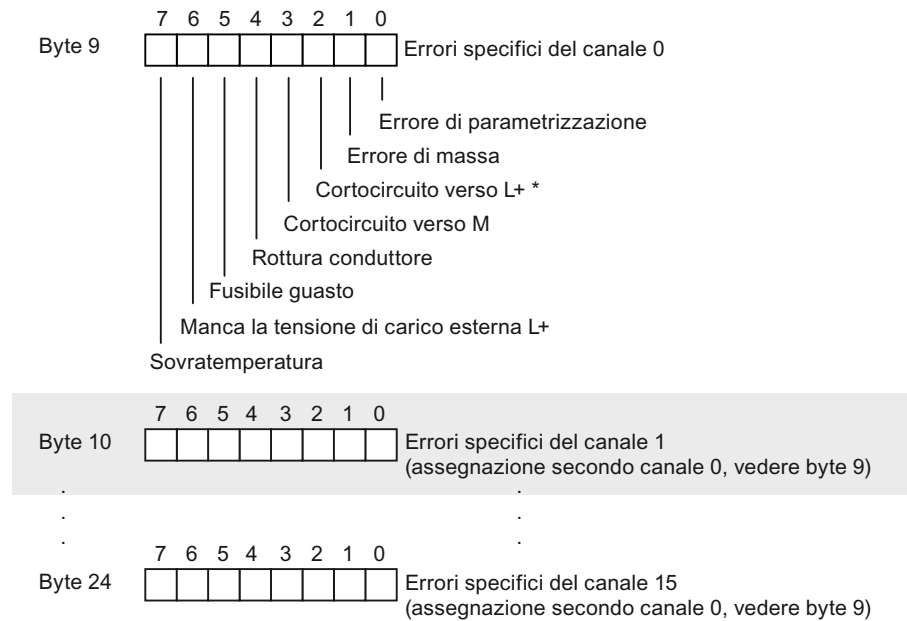 7 6 5 4 3 2 1 0
Byte 9 Errori specifici del canale 0
Errore di parametrizzazione
Errore di massa
Cortocircuito verso L+ *
Cortocircuito verso M
Rottura conduttore
Fusibile guasto
Manca la tensione di carico esterna L+
Sovratemperatura
7 6 5 4 3 2 1 0
Byte 10 Errori specifici del canale 1
(assegnazione secondo canale 0, vedere byte 9)
. .
. .
. .
7 6 5 4 3 2 1 0
Byte 24 Errori specifici del canale 15
(assegnazione secondo canale 0, vedere byte 9)